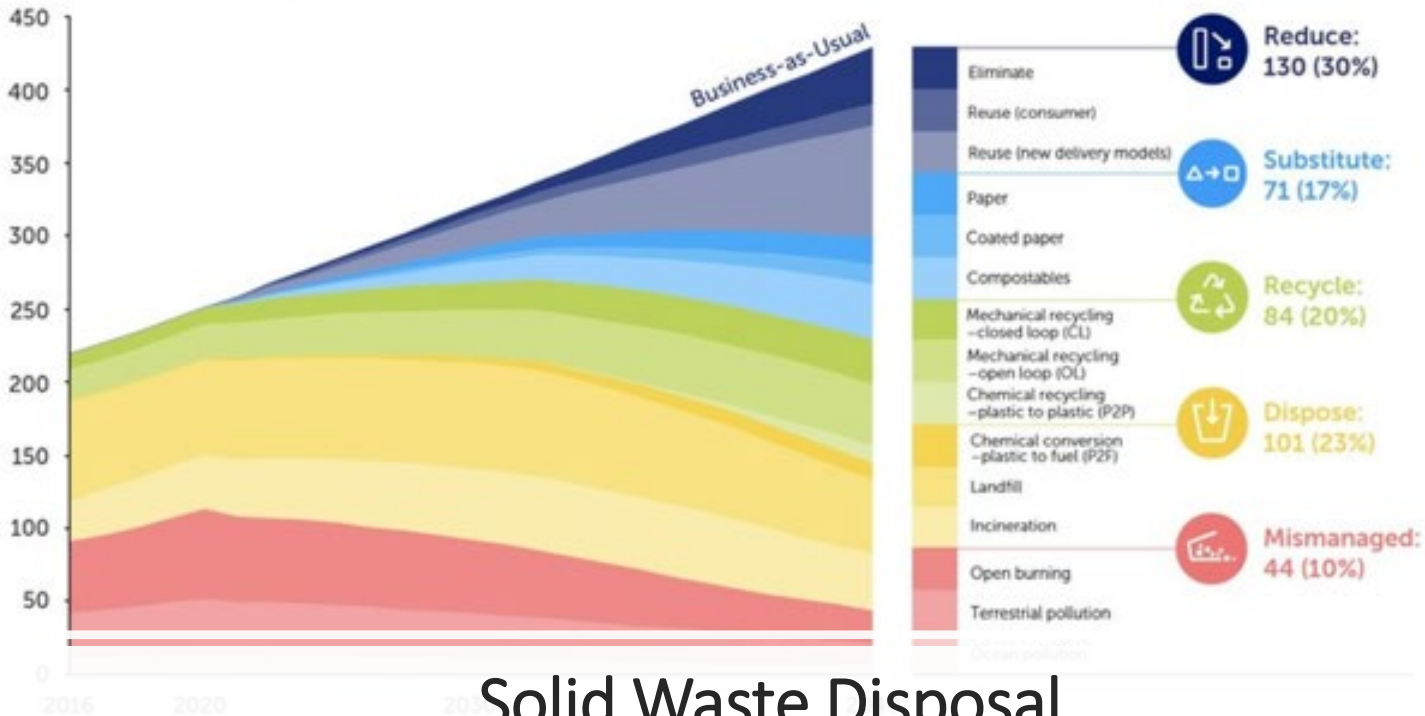 450
400
350
300
250
200
150
100
50
0
2016
2020
2030
Business-as-Usual
Eliminate
Reuse (consumer)
Reuse (new delivery models)
Paper
Coated paper
Compostables
Mechanical recycling
–closed loop (CL)
Mechanical recycling
–open loop (OL)
Chemical recycling
–plastic to plastic (P2P)
Chemical conversion
–plastic to fuel (P2F)
Landfill
Incineration
Open burning
Terrestrial pollution
Ocean pollution
Reduce:
130 (30%)
Substitute:
71 (17%)
Recycle:
84 (20%)
Dispose:
101 (23%)
Mismanaged:
44 (10%)
Solid Waste Disposal